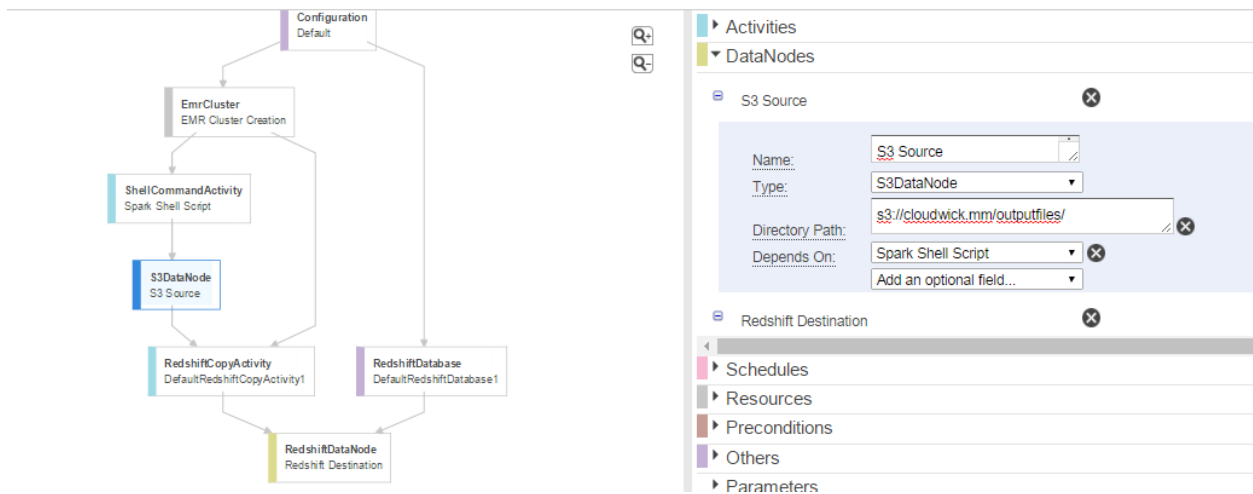 Configuration
Default
EmrCluster
EMR Cluster Creation
ShellCommandActivity
Spark Shell Script
S3DataNode
S3 Source
RedshiftCopyActivity
DefaultRedshiftCopyActivity1
RedshiftDatabase
DefaultRedshiftDatabase1
RedshiftDataNode
Redshift Destination
Activities
DataNodes
S3 Source
Name: S3 Source
Type: S3DataNode
Directory Path: s3://cloudwick.mm/outputfiles/
Depends On: Spark Shell Script
Add an optional field...
Redshift Destination
Schedules
Resources
Preconditions
Others
Parameters